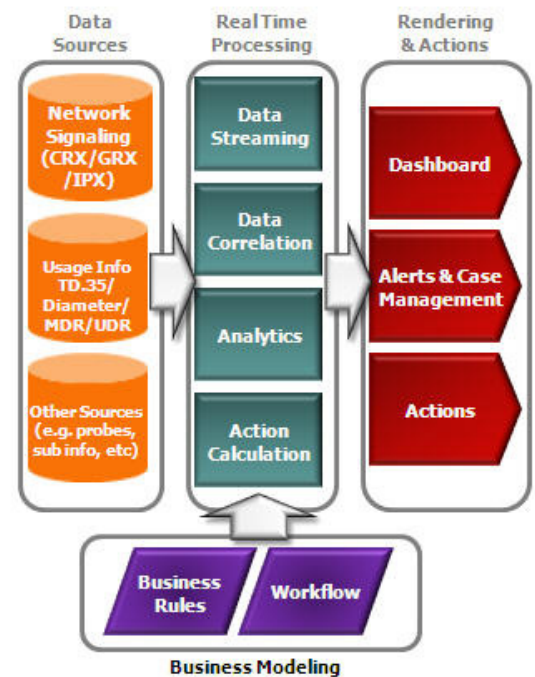 Data
Sources
Network
Signaling
(CRX/GRX
/IPX)
Usage Info
TD.35/
Diameter/
MDR/UDR
Other Sources
(e.g. probes,
sub info, etc)
Real Time
Processing
Data
Streaming
Data
Correlation
Analytics
Action
Calculation
Rendering
& Actions
Dashboard
Alerts & Case
Management
Actions
Business
Rules
Workflow
Business Modeling